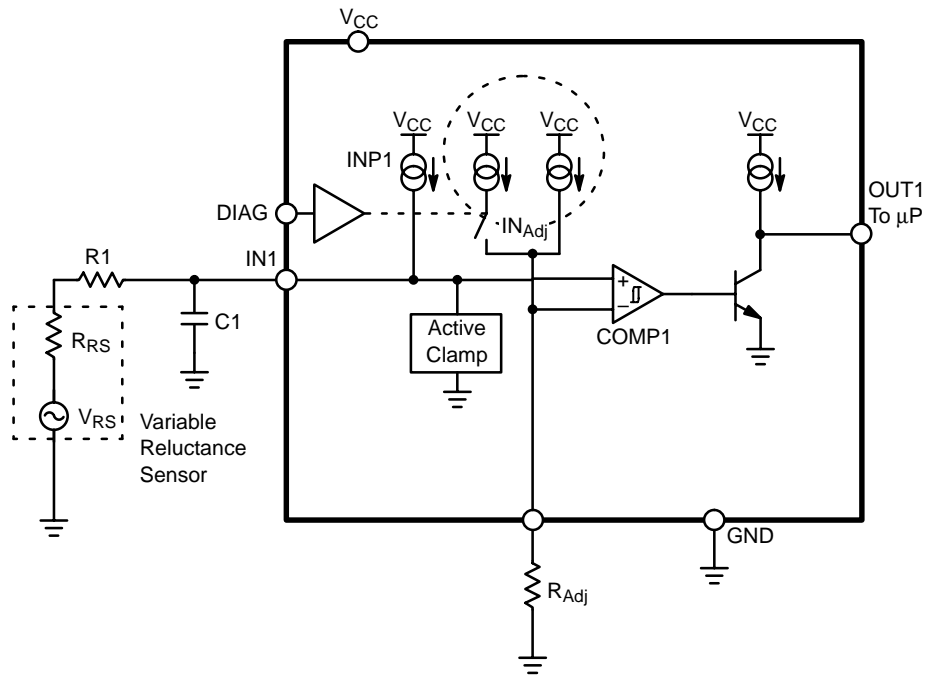 VCC
VCC
VCC
VCC
VCC
INP1
DIAG
INAdj
OUT1
To μP
IN1
R1
C1
+
−
COMP1
Active
Clamp
RRS
VRS
Variable
Reluctance
Sensor
GND
RAdj